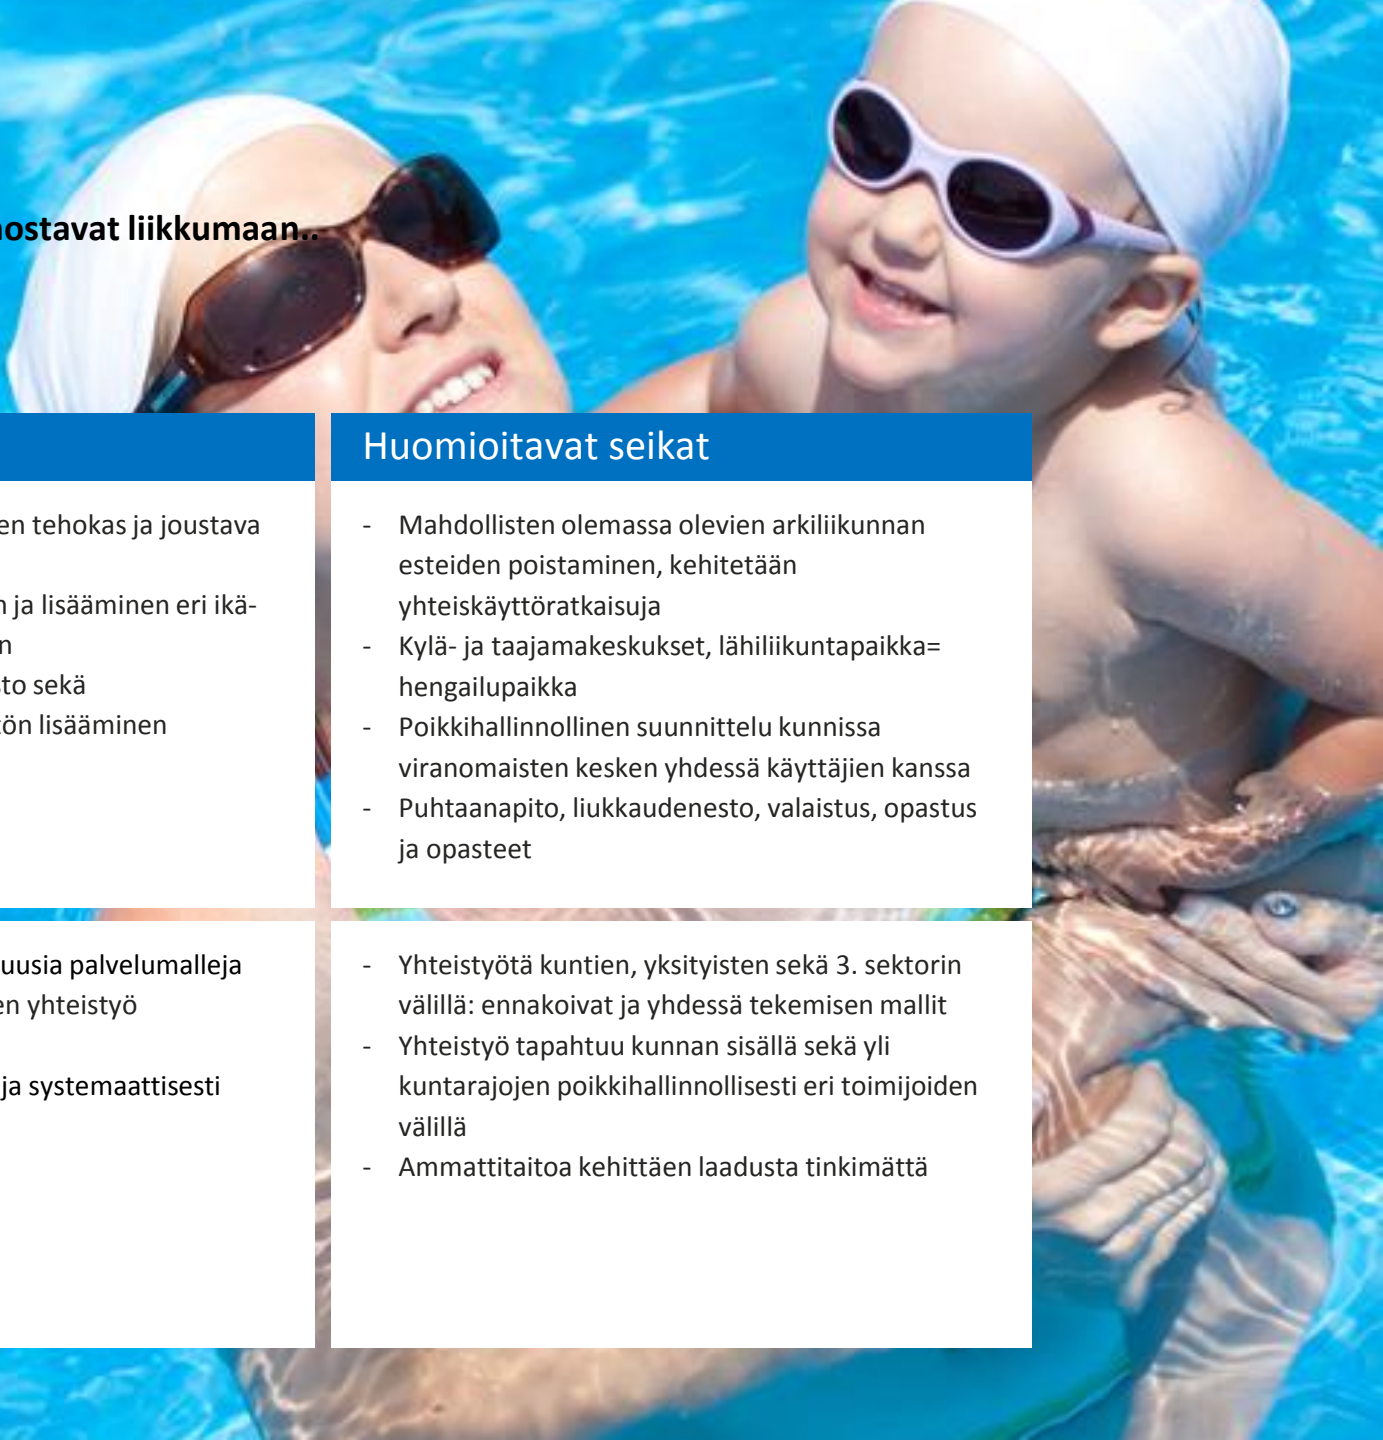 ostavat liikkumaan..
Huomioitavat seikat
en tehokas ja joustava
n ja lisääminen eri ikä-
n
to sekä
ön lisääminen
- Mahdollisten olemassa olevien arkiliikunnan
esteiden poistaminen, kehitetään
yhteiskäyttöratkaisuja
- Kylä- ja taajamakeskukset, lähiliikuntapaikka=
hengailupaikka
- Poikkihallinnollinen suunnittelu kunnissa
viranomaisten kesken yhdessä käyttäjien kanssa
- Puhtaanapito, liukkaudenesto, valaistus, opastus
ja opasteet
uusia palvelumalleja
en yhteistyö
ja systemaattisesti
- Yhteistyötä kuntien, yksityisten sekä 3. sektorin
välillä: ennakoivat ja yhdessä tekemisen mallit
- Yhteistyö tapahtuu kunnan sisällä sekä yli
kuntarajojen poikkihallinnollisesti eri toimijoiden
välillä
- Ammattitaitoa kehittäen laadusta tinkimättä